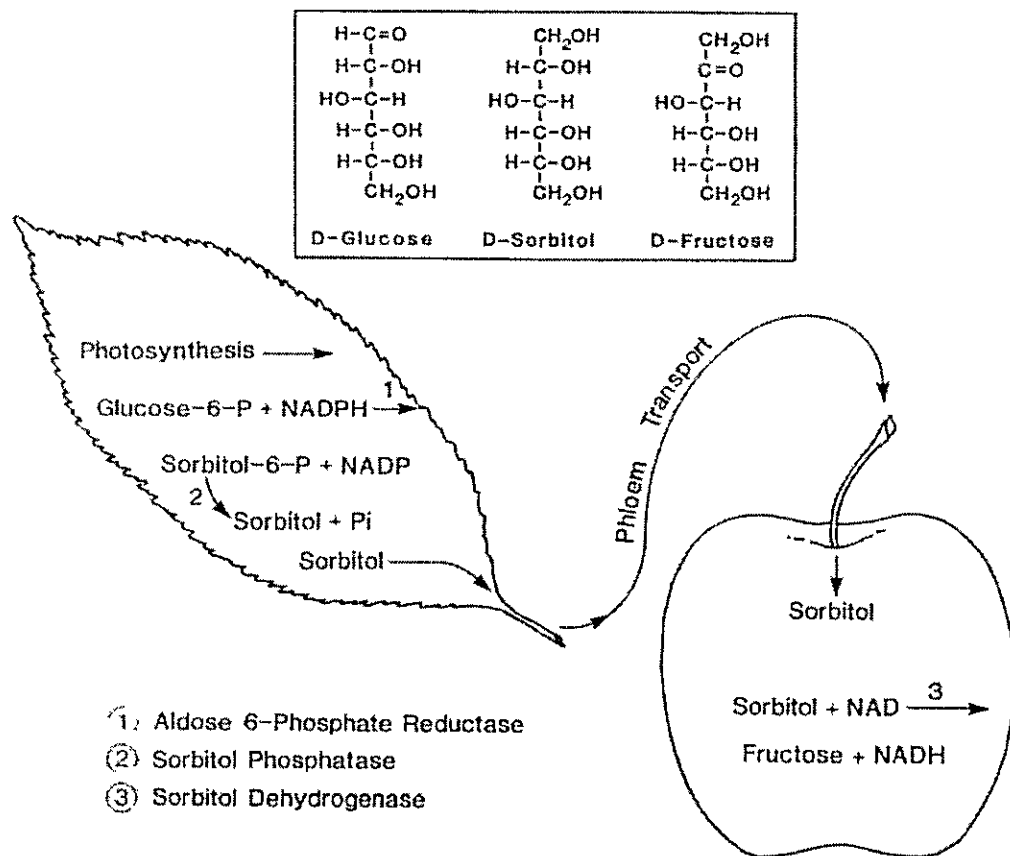 H-C=O
H-C-OH
HO-C-H
H-C-OH
H-C-OH
CH₂OH
D-Glucose
CH₂OH
H-C-OH
HO-C-H
H-C-OH
H-C-OH
CH₂OH
D-Sorbitol
CH₂OH
C=O
HO-C-H
H-C-OH
H-C-OH
CH₂OH
D-Fructose
Photosynthesis
Glucose-6-P + NADPH
1
Sorbitol-6-P + NADP
2
Sorbitol + Pi
Sorbitol
Phloem Transport
Sorbitol
Sorbitol + NAD
3
Fructose + NADH
1 Aldose 6-Phosphate Reductase
2 Sorbitol Phosphatase
3 Sorbitol Dehydrogenase